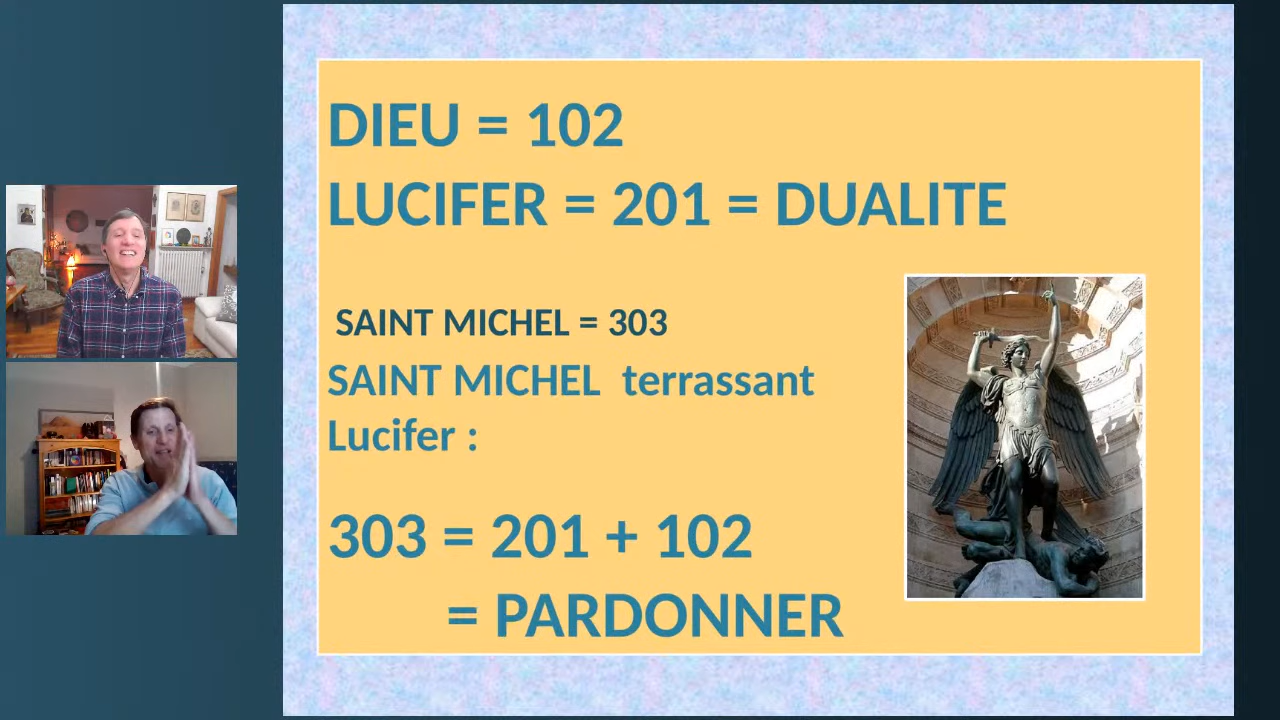 DIEU = 102
LUCIFER = 201 = DUALITE
SAINT MICHEL = 303
SAINT MICHEL terrassant
Lucifer :
303 = 201 + 102
= PARDONNER